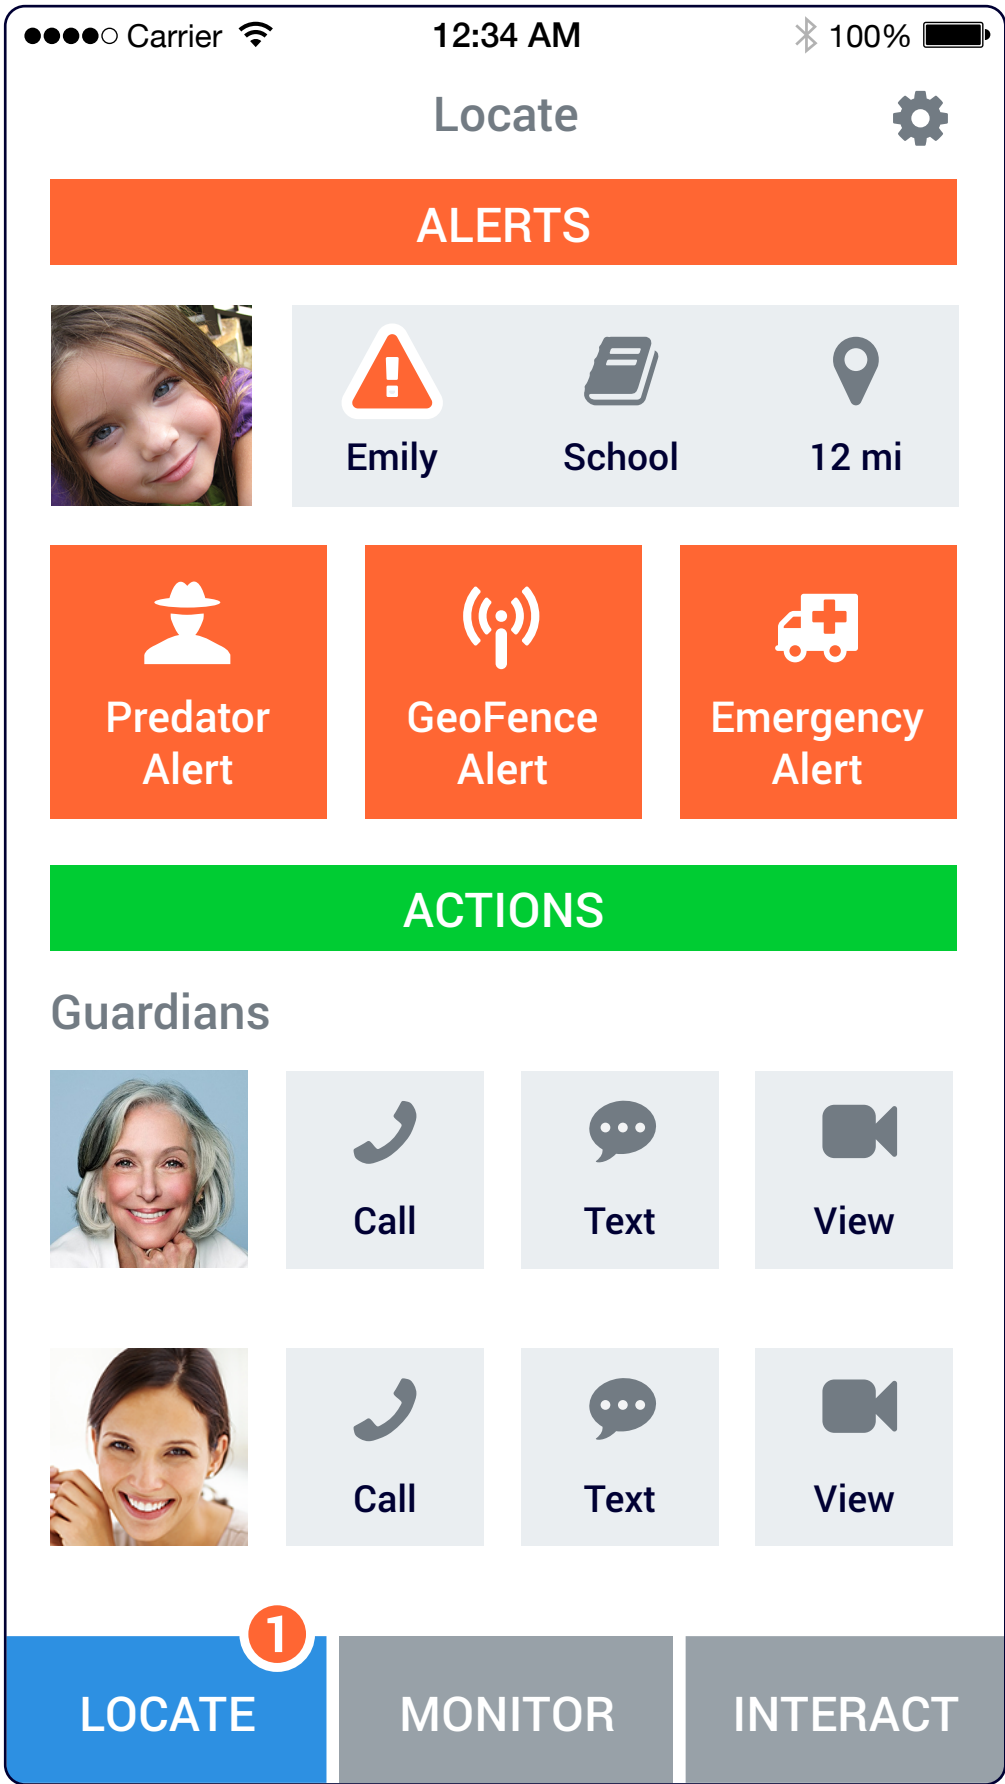 Carrier 12:34 AM 100%
Locate
ALERTS
Emily School 12 mi
Predator GeoFence Emergency
Alert Alert Alert
ACTIONS
Guardians
Call Text View
Call Text View
1
LOCATE MONITOR INTERACT